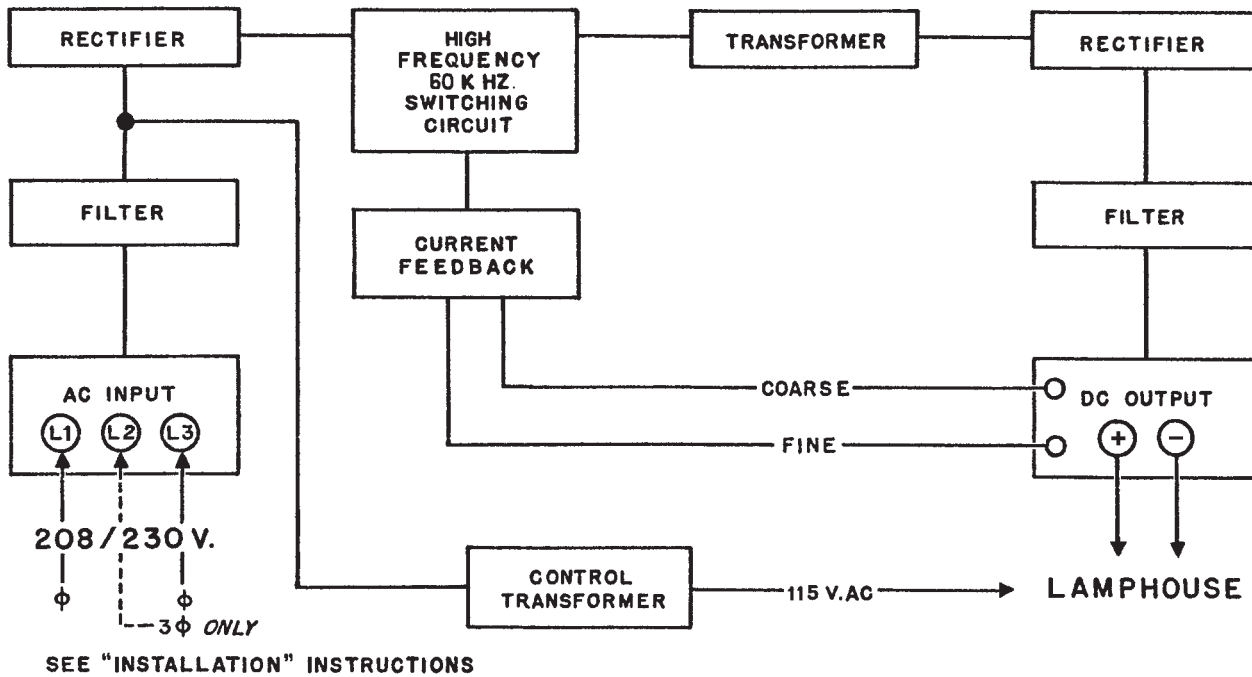 RECTIFIER
HIGH
FREQUENCY
60 K HZ.
SWITCHING
CIRCUIT
TRANSFORMER
RECTIFIER
FILTER
CURRENT
FEEDBACK
FILTER
AC INPUT
L1 L2 L3
COARSE
FINE
DC OUTPUT
+ −
208/230 V.
ϕ ϕ
3ϕ ONLY
CONTROL
TRANSFORMER
115 V.AC
LAMPHOUSE
SEE "INSTALLATION" INSTRUCTIONS